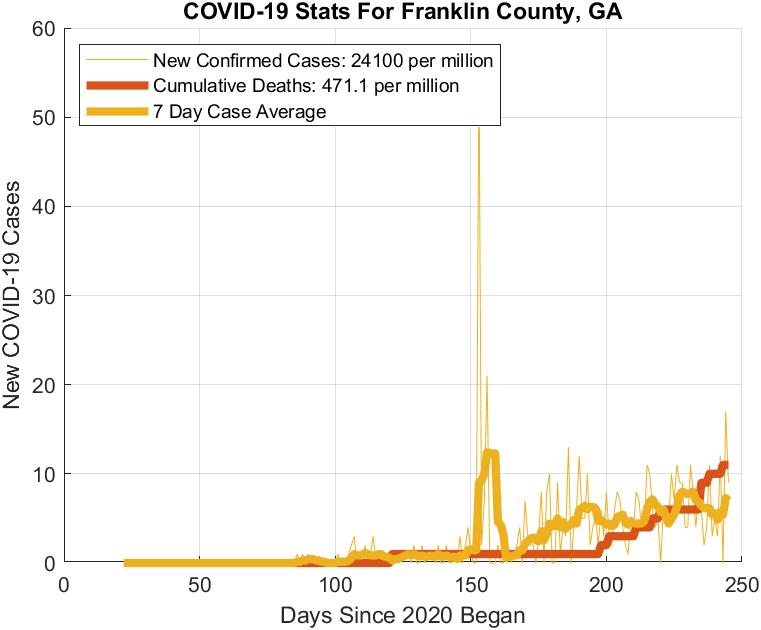 COVID-19 Stats For Franklin County, GA
New Confirmed Cases: 24100 per million
Cumulative Deaths: 471.1 per million
7 Day Case Average
New COVID-19 Cases
60
50
40
30
20
10
0
0 50 100 150 200 250
Days Since 2020 Began